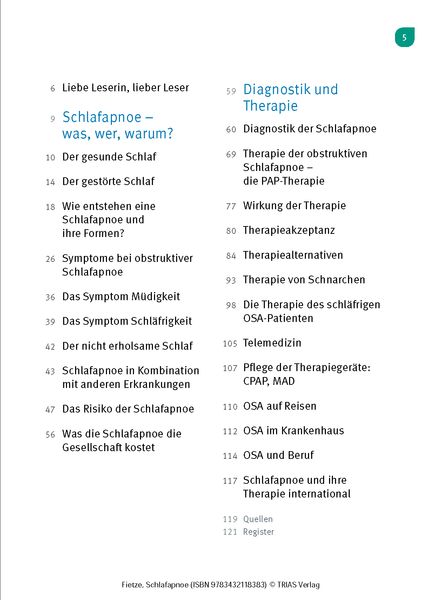 5
6 Liebe Leserin, lieber Leser
9 Schlafapnoe –
was, wer, warum?
10 Der gesunde Schlaf
14 Der gestörte Schlaf
18 Wie entstehen eine
Schlafapnoe und
ihre Formen?
26 Symptome bei obstruktiver
Schlafapnoe
36 Das Symptom Müdigkeit
39 Das Symptom Schläfrigkeit
42 Der nicht erholsame Schlaf
43 Schlafapnoe in Kombination
mit anderen Erkrankungen
47 Das Risiko der Schlafapnoe
56 Was die Schlafapnoe die
Gesellschaft kostet
59 Diagnostik und
Therapie
60 Diagnostik der Schlafapnoe
69 Therapie der obstruktiven
Schlafapnoe –
die PAP-Therapie
77 Wirkung der Therapie
80 Therapieakzeptanz
84 Therapiealternativen
93 Therapie von Schnarchen
98 Die Therapie des schläfrigen
OSA-Patienten
105 Telemedizin
107 Pflege der Therapiegeräte:
CPAP, MAD
110 OSA auf Reisen
112 OSA im Krankenhaus
114 OSA und Beruf
117 Schlafapnoe und ihre
Therapie international
119 Quellen
121 Register
Fietze. Schlafapnoe (ISBN 9783432118383) © TRIAS Verlag